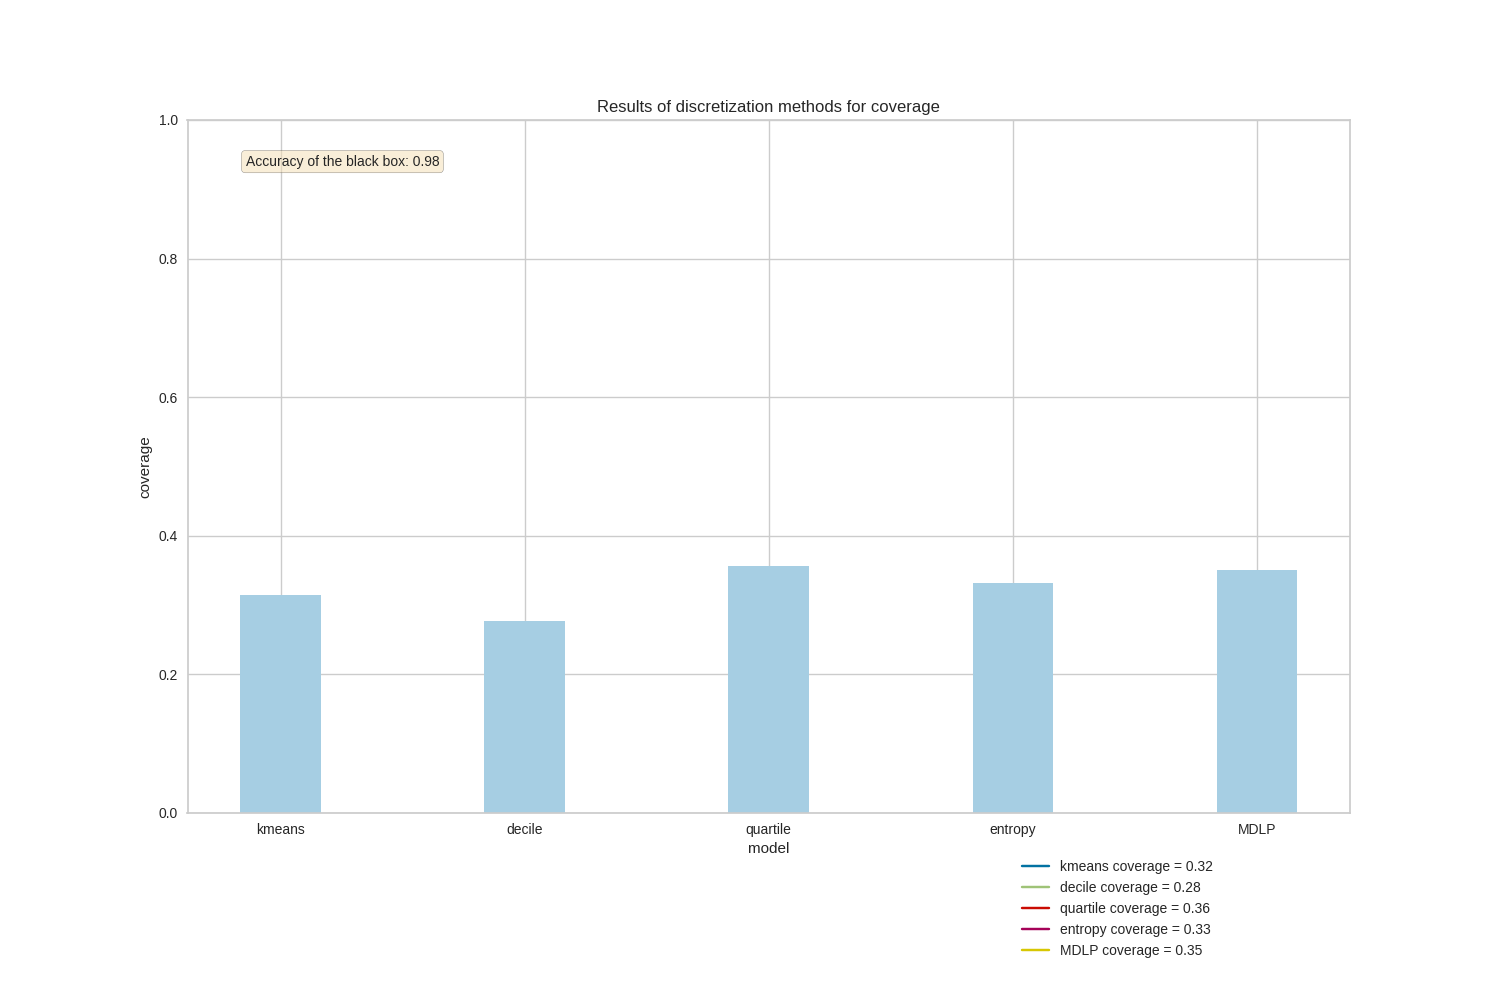 Results of discretization methods for coverage
1.0
Accuracy of the black box: 0.98
0.8
0.6
coverage
0.4
0.2
0.0
kmeans decile quartile entropy MDLP
model
kmeans coverage = 0.32
decile coverage = 0.28
quartile coverage = 0.36
entropy coverage = 0.33
MDLP coverage = 0.35